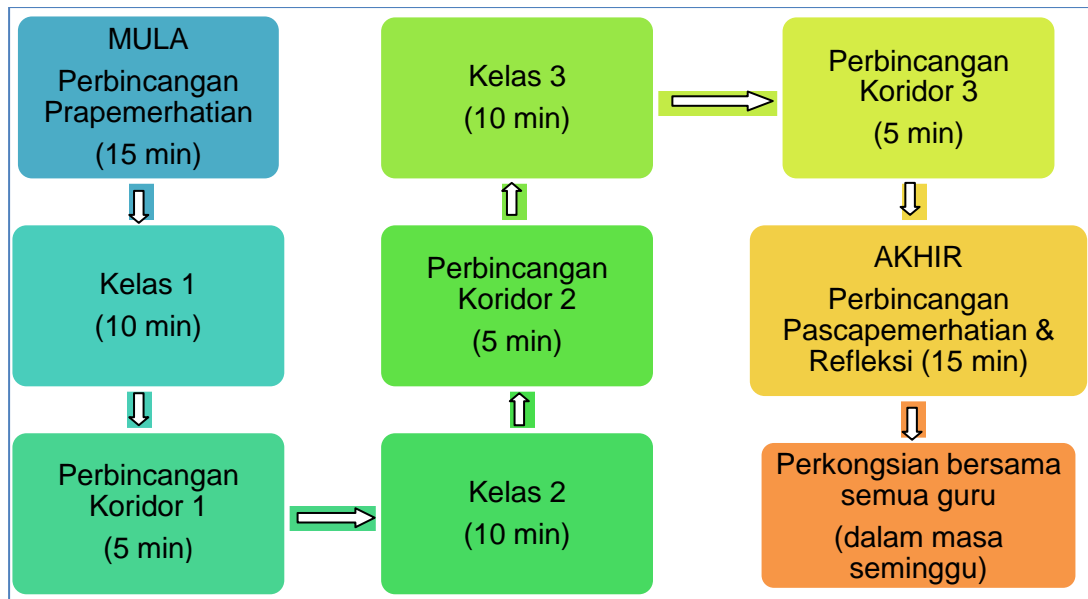 MULA
Perbincangan
Prapemerhatian
(15 min)
Kelas 1
(10 min)
Perbincangan
Koridor 1
(5 min)
Kelas 2
(10 min)
Perbincangan
Koridor 2
(5 min)
Kelas 3
(10 min)
Perbincangan
Koridor 3
(5 min)
AKHIR
Perbincangan
Pascapemerhatian &
Refleksi (15 min)
Perkongsian bersama
semua guru
(dalam masa
seminggu)